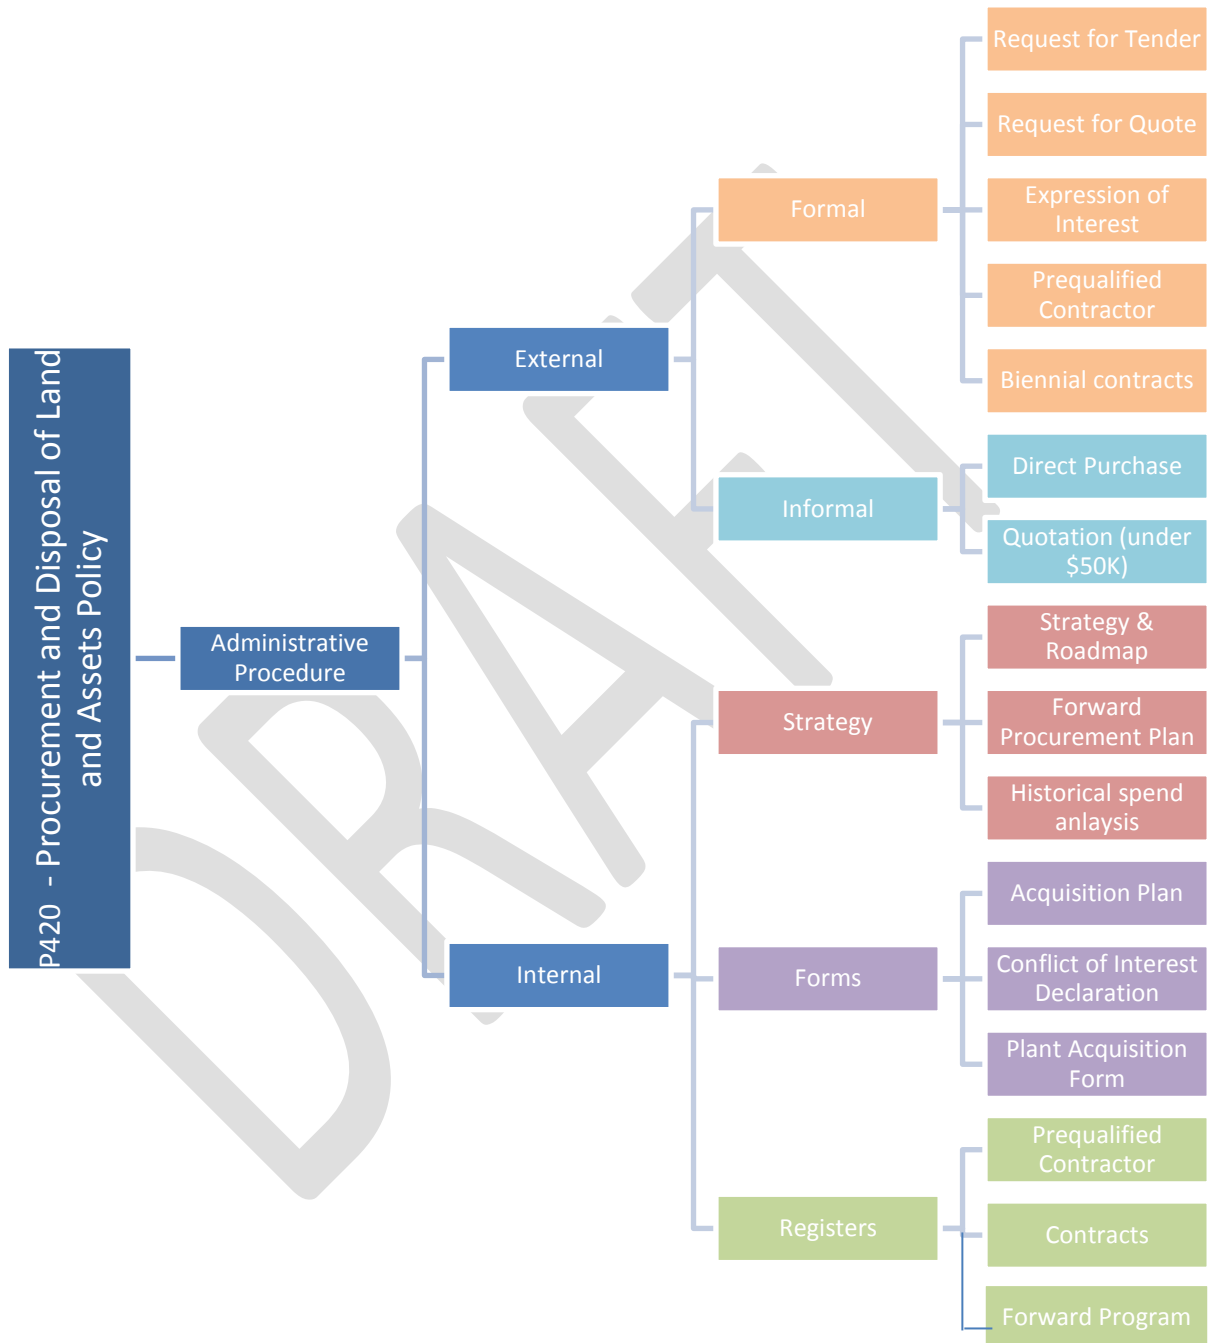 P420 - Procurement and Disposal of Land
and Assets Policy
Administrative
Procedure
External
Formal
Request for Tender
Request for Quote
Expression of
Interest
Prequalified
Contractor
Biennial contracts
Informal
Direct Purchase
Quotation (under
$50K)
Internal
Strategy
Strategy &
Roadmap
Forward
Procurement Plan
Historical spend
anlaysis
Forms
Acquisition Plan
Conflict of Interest
Declaration
Plant Acquisition
Form
Registers
Prequalified
Contractor
Contracts
Forward Program
DRAFT